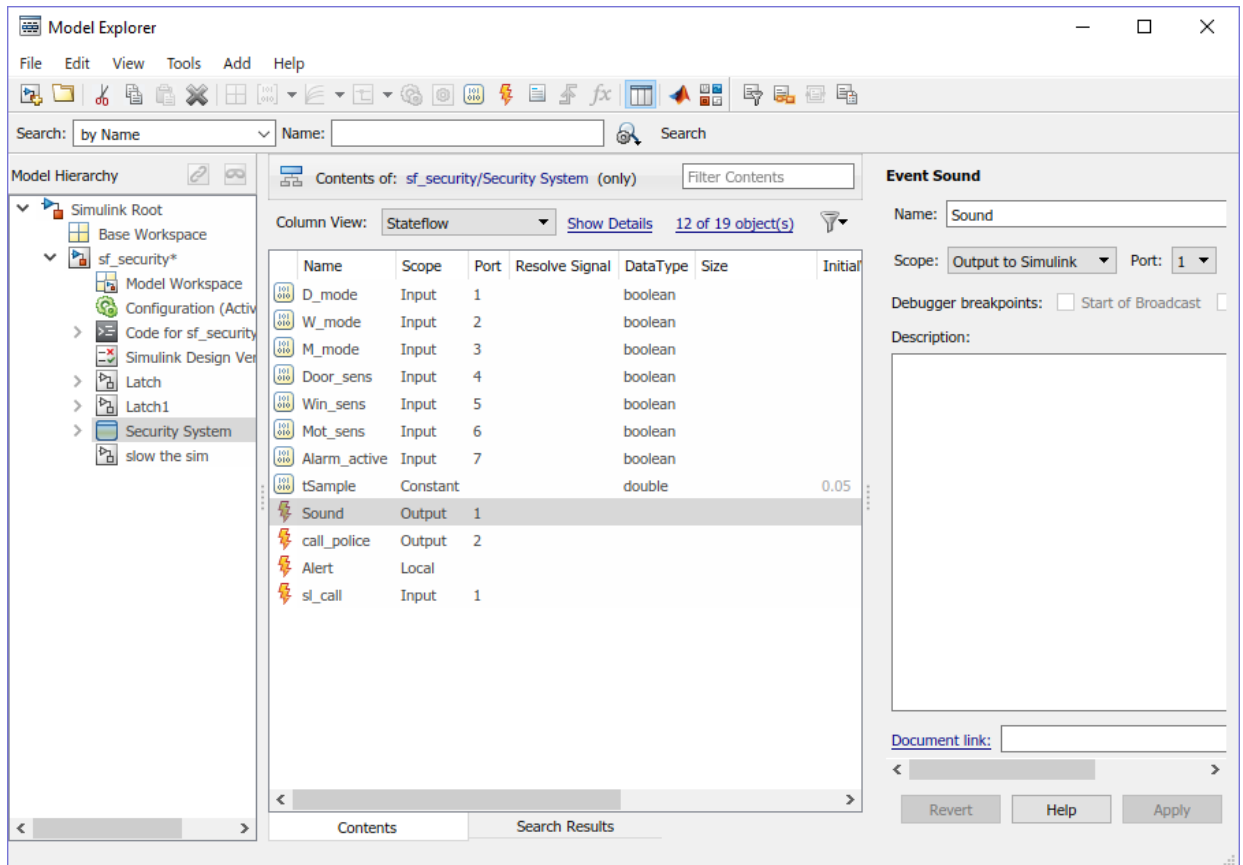 Model Explorer
File Edit View Tools Add Help
Search: by Name Name: Search
Model Hierarchy
Simulink Root
Base Workspace
sf_security*
Model Workspace
Configuration (Activ
Code for sf_security
Simulink Design Ver
Latch
Latch1
Security System
slow the sim
Contents of: sf_security/Security System (only) Filter Contents
Column View: Stateflow Show Details 12 of 19 object(s)
Name Scope Port Resolve Signal DataType Size InitialV
D_mode Input 1 boolean
W_mode Input 2 boolean
M_mode Input 3 boolean
Door_sens Input 4 boolean
Win_sens Input 5 boolean
Mot_sens Input 6 boolean
Alarm_active Input 7 boolean
tSample Constant double 0.05
Sound Output 1
call_police Output 2
Alert Local
sl_call Input 1
Contents Search Results
Event Sound
Name: Sound
Scope: Output to Simulink Port: 1
Debugger breakpoints: Start of Broadcast
Description:
Document link:
Revert Help Apply